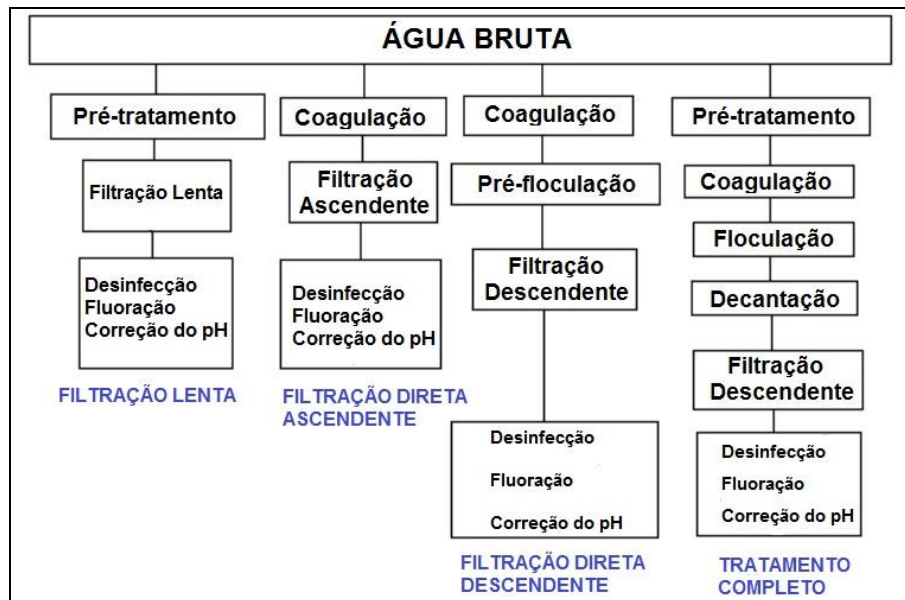 ÁGUA BRUTA
Pré-tratamento
Filtração Lenta
Desinfecção
Fluoração
Correção do pH
FILTRAÇÃO LENTA
Coagulação
Filtração
Ascendente
Desinfecção
Fluoração
Correção do pH
FILTRAÇÃO DIRETA
ASCENDENTE
Coagulação
Pré-floculação
Filtração
Descendente
Desinfecção
Fluoração
Correção do pH
FILTRAÇÃO DIRETA
DESCENDENTE
Pré-tratamento
Coagulação
Floculação
Decantação
Filtração
Descendente
Desinfecção
Fluoração
Correção do pH
TRATAMENTO
COMPLETO